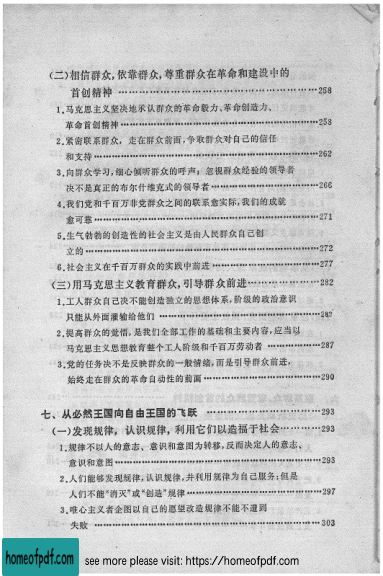 (二)相信群众,依靠群众,尊重群众在革命和建设中的
首创精神……258
1.马克思主义坚决地承认群众的革命毅力、革命创造力、
革命首创精神……258
2.紧密联系群众,走在群众前面,争取群众对自己的信任
和支持……262
3.向群众学习,细心倾听群众的呼声;忽视群众经验的领导者
决不是真正的布尔什维克式的领导者……266
4.我们党和千百万非党群众之间的联系愈实际,我们的成就
愈可靠……271
5.生气勃勃的创造性的社会主义是由人民群众自己创
立的……272
6.社会主义在千百万群众的实践中前进……277
(三)用马克思主义教育群众,引导群众前进……282
1.工人群众自己决不能创造独立的思想体系,阶级的政治意识
只能从外面灌输给他们……282
2.提高群众的觉悟,是我们全部工作的基础和主要内容,应当以
马克思主义思想教育整个工人阶级和千百万劳动者……287
3.党的任务决不是反映群众的一般情绪,而是引导群众前进,
始终走在群众的革命自动性的前面……290
七、从必然王国向自由王国的飞跃……293
(一)发现规律,认识规律,利用它们以造福于社会……293
1.规律不以人的意志、意识和意图为转移,反而决定人的意志、
意识和意图……293
2.人们能够发现规律,认识规律,并利用规律为自己服务;但是
人们不能“消灭”或“创造”规律……297
3.唯心主义者企图以自己的愿望改造规律不能不遭到
失败……303
homeofpdf.com
see more please visit: https://homeofpdf.com